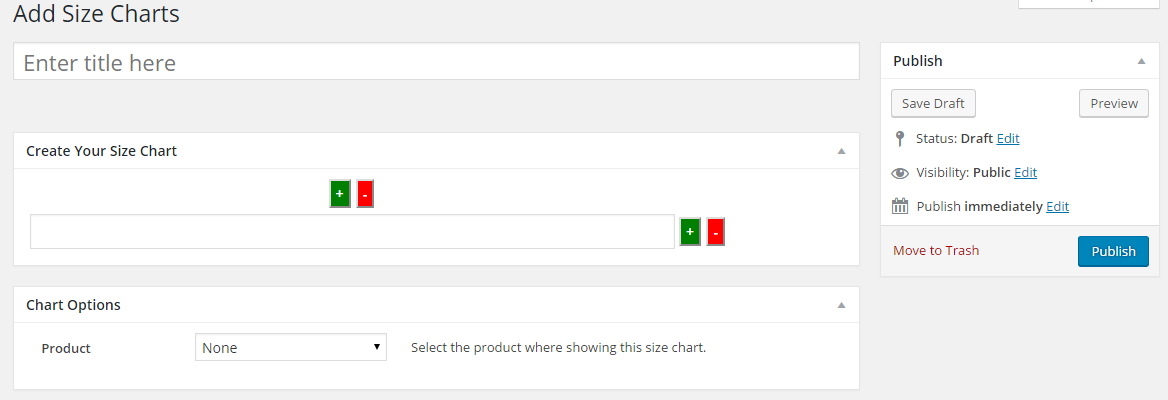 Add Size Charts
Enter title here
Create Your Size Chart
+ -
+ -
Chart Options
Product None Select the product where showing this size chart.
Publish
Save Draft Preview
Status: Draft Edit
Visibility: Public Edit
Publish immediately Edit
Move to Trash Publish